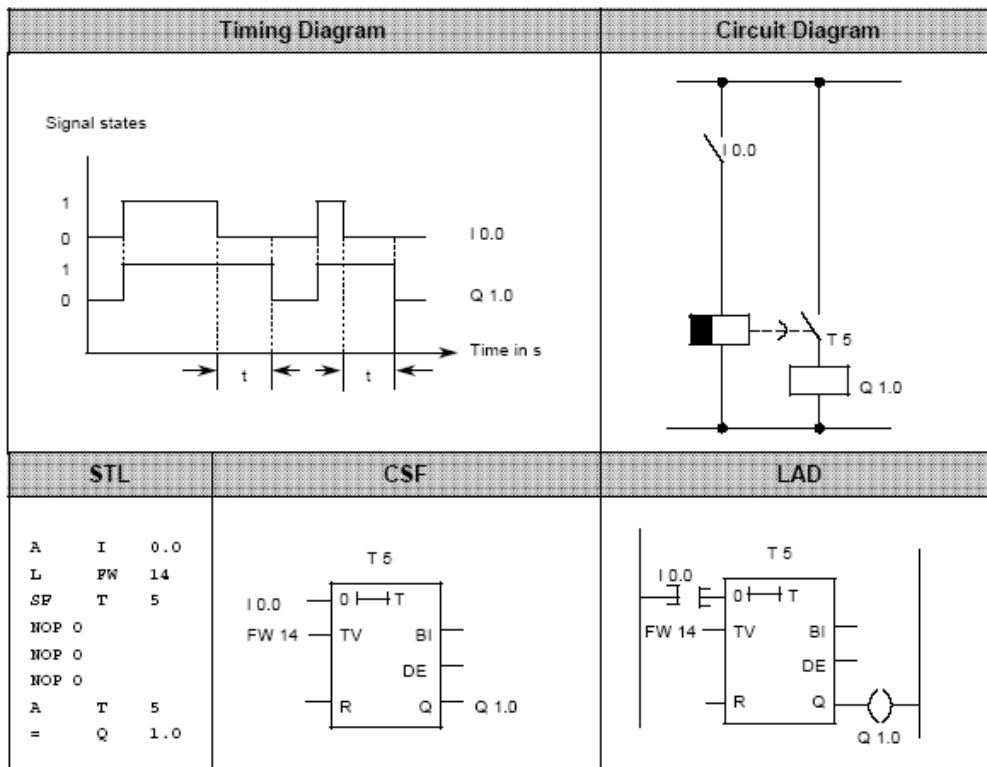 Timing Diagram
Circuit Diagram
Signal states
1
0
I 0.0
1
0
Q 1.0
Time in s
t
t
I 0.0
T 5
Q 1.0
STL
CSF
LAD
A I 0.0
L FW 14
SF T 5
NOP 0
NOP 0
NOP 0
A T 5
= Q 1.0
T 5
I 0.0
0 T
FW 14
TV
BI
DE
R
Q
Q 1.0
T 5
I 0.0
0 T
FW 14
TV
BI
DE
R
Q
Q 1.0